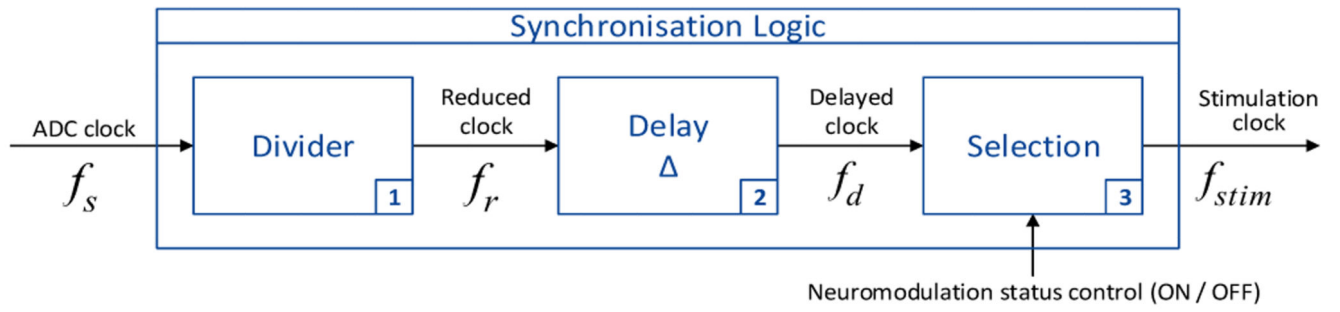 Synchronisation Logic
ADC clock
f_s
Divider
1
Reduced
clock
f_r
Delay
Δ
2
Delayed
clock
f_d
Selection
3
Stimulation
clock
f_stim
Neuromodulation status control (ON / OFF)